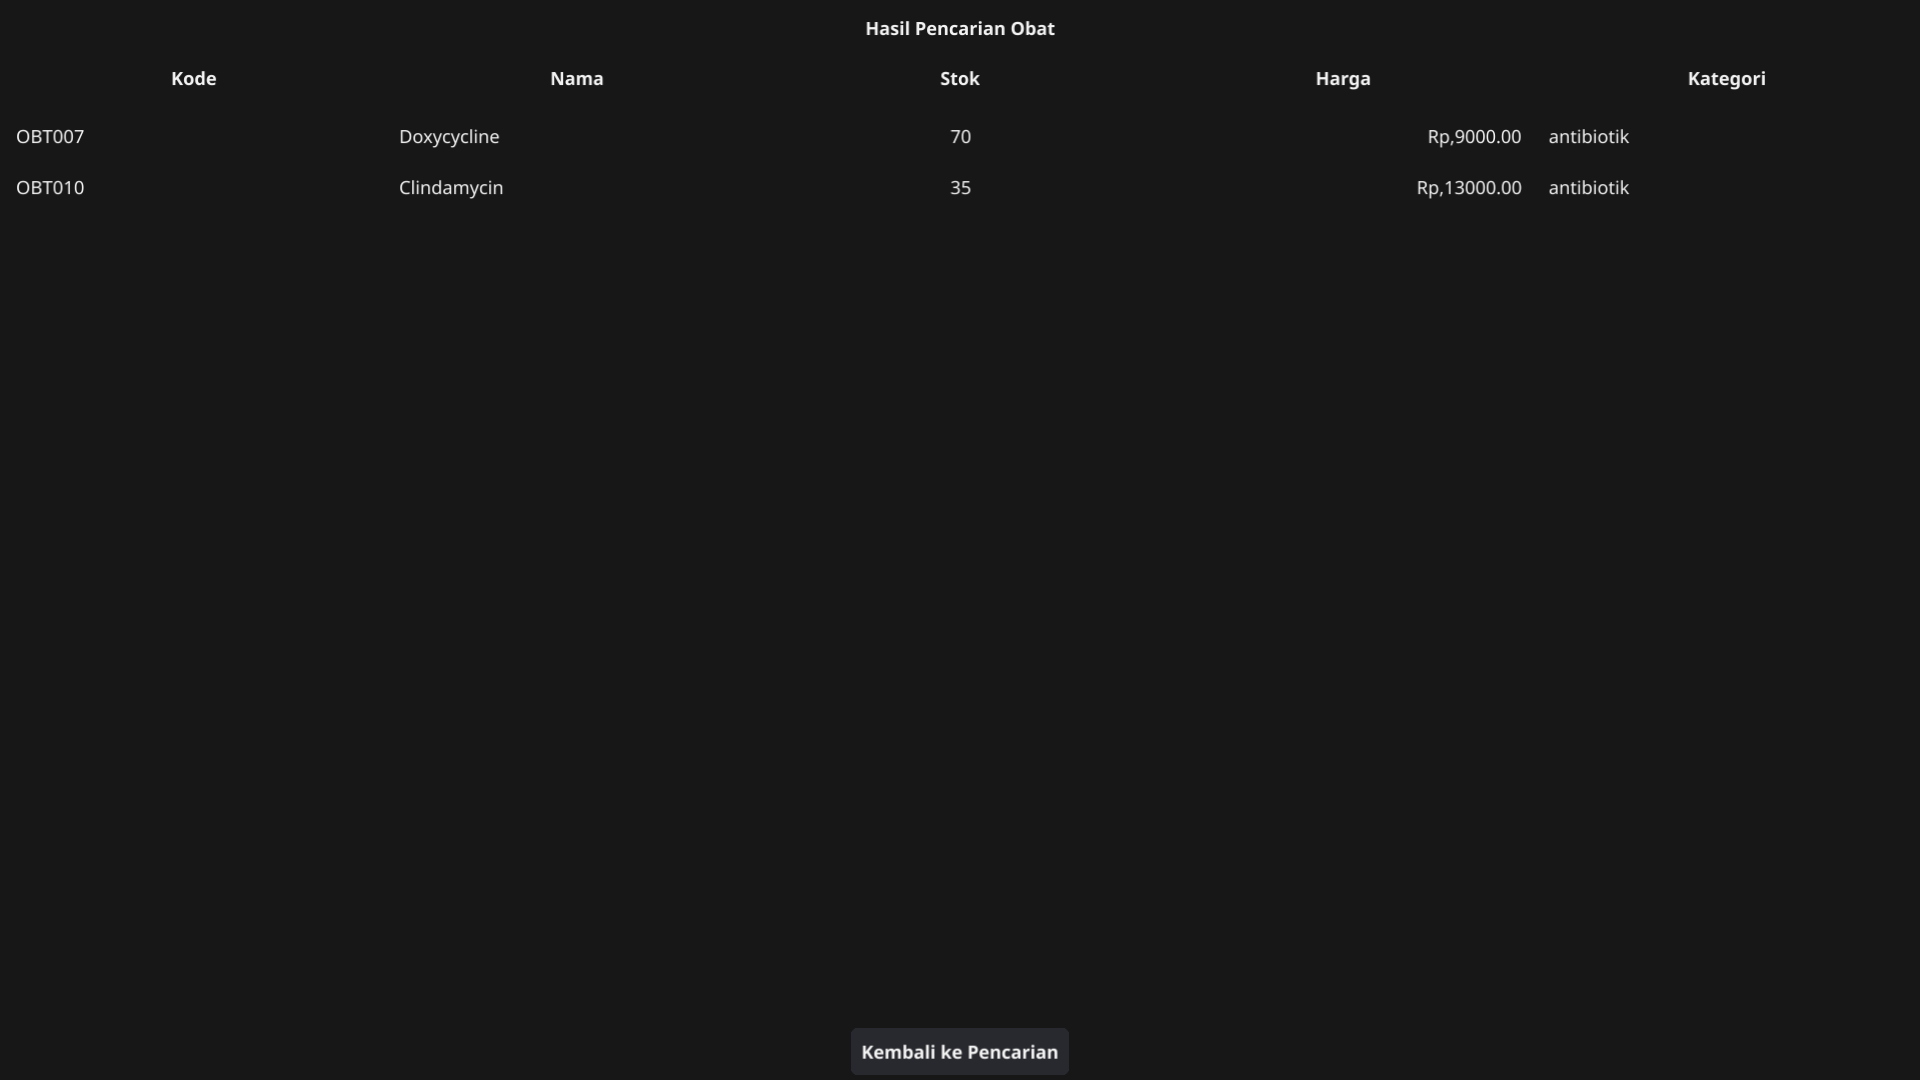 Hasil Pencarian Obat
Kode Nama Stok Harga Kategori
OBT007 Doxycycline 70 Rp,9000.00 antibiotik
OBT010 Clindamycin 35 Rp,13000.00 antibiotik
Kembali ke Pencarian